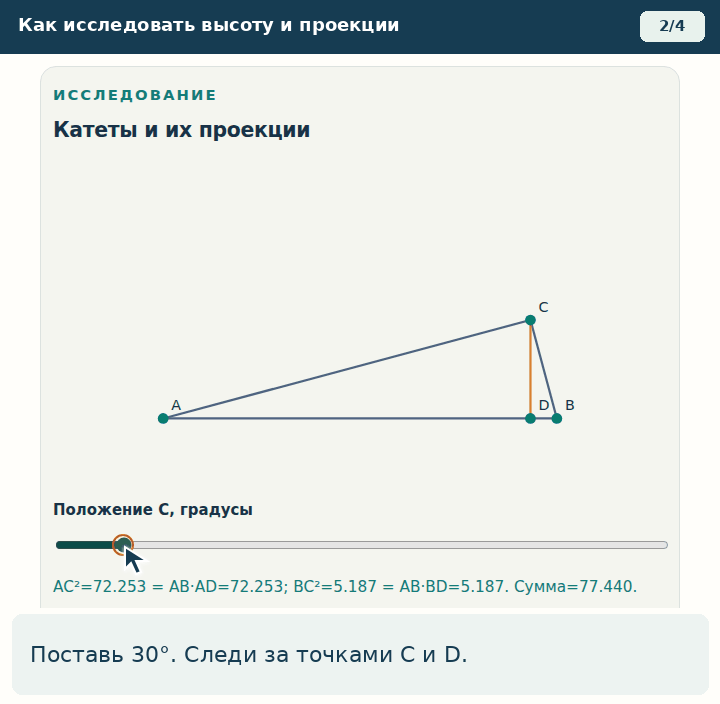 Как исследовать высоту и проекции
2/4
ИССЛЕДОВАНИЕ
Катеты и их проекции
C
A
D
B
Положение C, градусы
AC²=72.253 = AB·AD=72.253; BC²=5.187 = AB·BD=5.187. Сумма=77.440.
Поставь 30°. Следи за точками C и D.